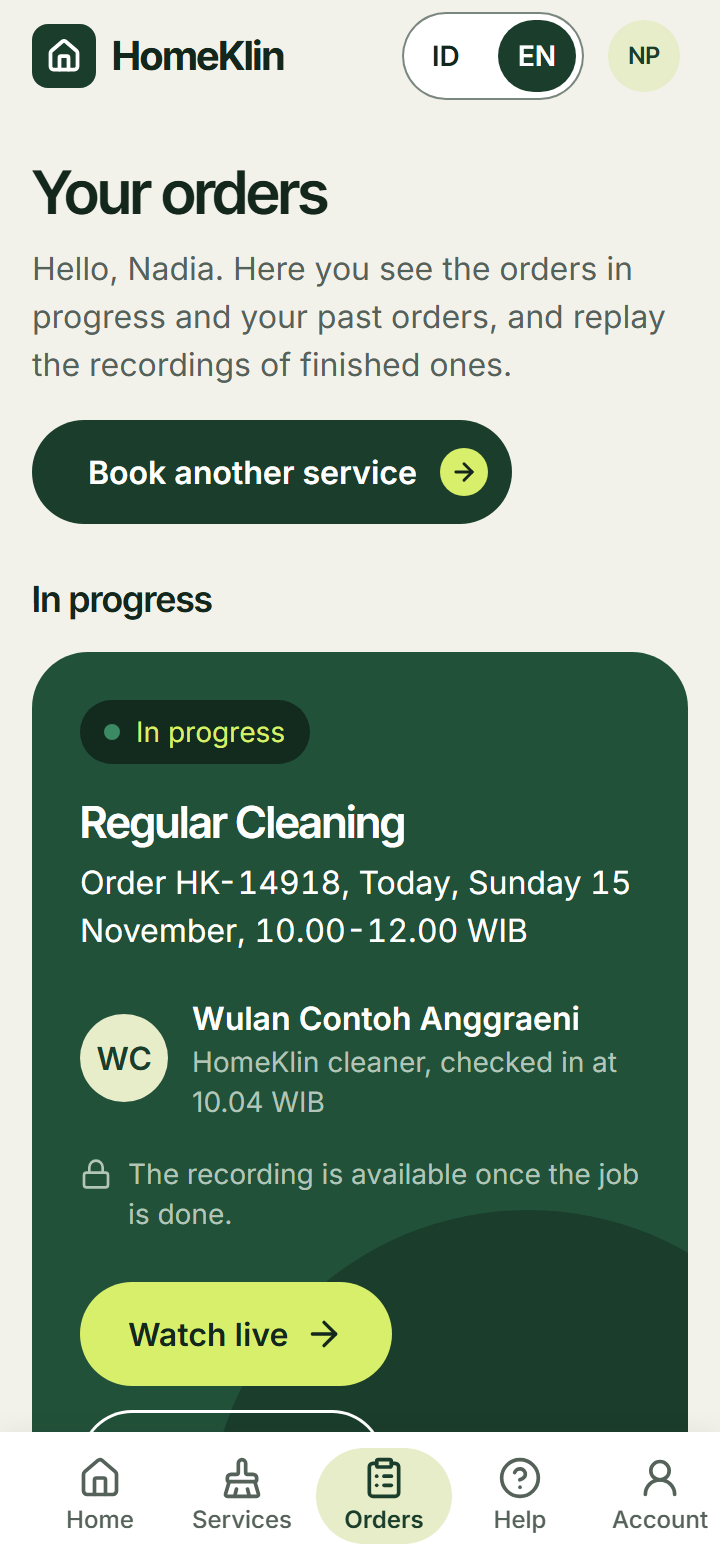 HomeKlin
ID
EN
NP
Your orders
Hello, Nadia. Here you see the orders in
progress and your past orders, and replay
the recordings of finished ones.
Book another service
In progress
In progress
Regular Cleaning
Order HK-14918, Today, Sunday 15
November, 10.00-12.00 WIB
WC
Wulan Contoh Anggraeni
HomeKlin cleaner, checked in at
10.04 WIB
The recording is available once the job
is done.
Watch live
Home
Services
Orders
Help
Account